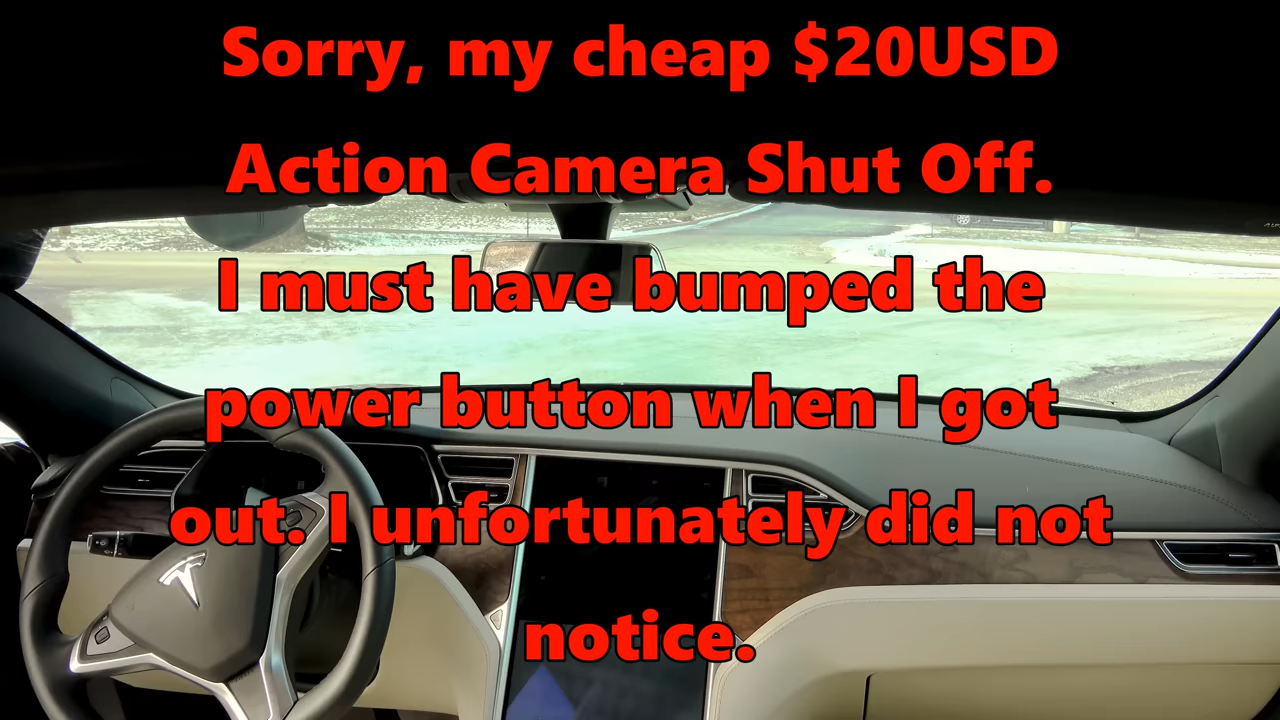 Sorry, my cheap $20USD
Action Camera Shut Off.
I must have bumped the
power button when I got
out. I unfortunately did not
notice.